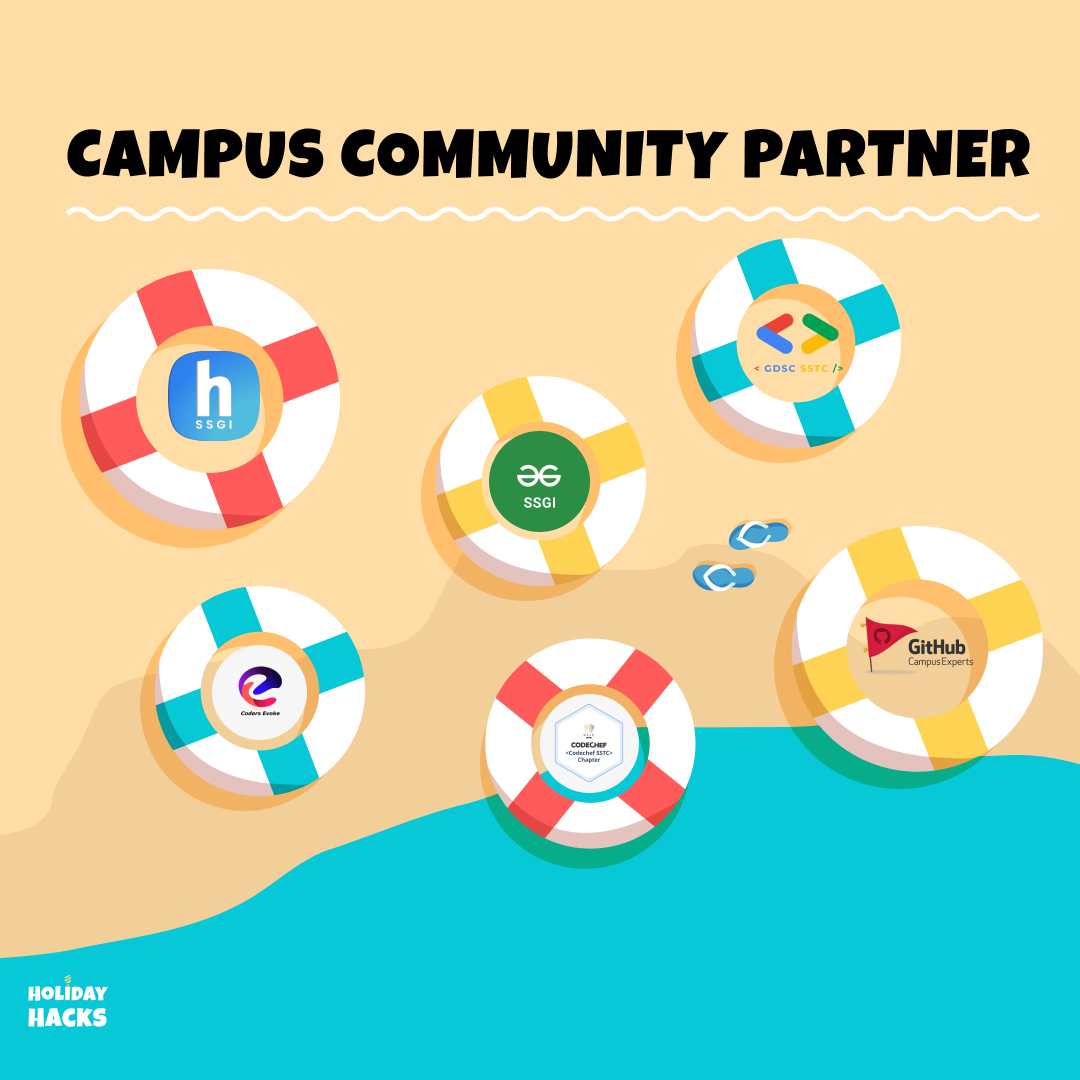 CAMPUS COMMUNITY PARTNER
< GDSC SSTC />
h
SSGI
SSGI
GitHub
Campus Experts
Coders Evoke
CODECHEF
<Codechef SSTC>
Chapter
HOLIDAY
HACKS